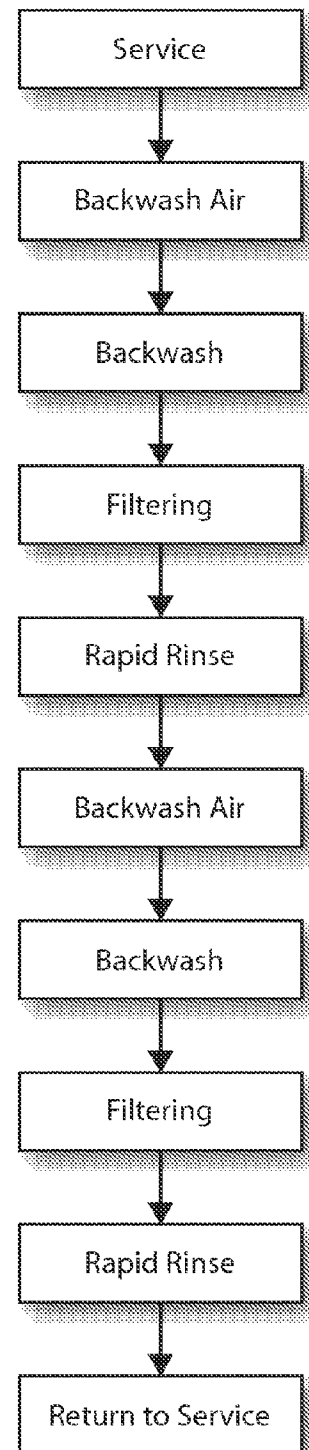 Service
Backwash Air
Backwash
Filtering
Rapid Rinse
Backwash Air
Backwash
Filtering
Rapid Rinse
Return to Service